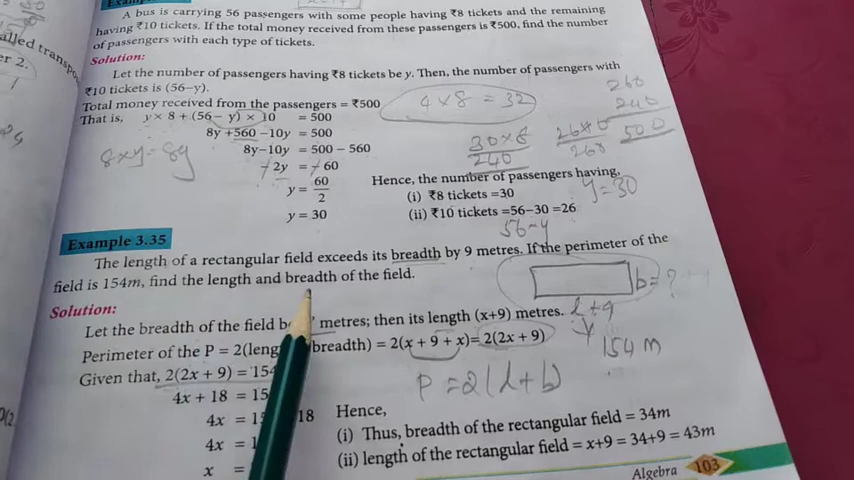 A bus is carrying 56 passengers with some people having ₹8 tickets and the remaining
having ₹10 tickets. If the total money received from these passengers is ₹500, find the number
of passengers with each type of tickets.
alled transpo
er 2.
Solution:
Let the number of passengers having ₹8 tickets be y. Then, the number of passengers with
₹10 tickets is (56–y).
Total money received from the passengers = ₹500
That is, y × 8 + (56 – y) × 10 = 500
8y +560 –10y = 500
8y–10y = 500 – 560
–2y = – 60
y = 60
2
y = 30
8xy = 8y
4 x 8 = 32
30 x 8
240
260
240
500
260
Hence, the number of passengers having,
(i) ₹8 tickets =30
(ii) ₹10 tickets =56–30 =26
y = 30
56-y
Example 3.35
The length of a rectangular field exceeds its breadth by 9 metres. If the perimeter of the
field is 154m, find the length and breadth of the field.
b = ?
Solution:
Let the breadth of the field b metres; then its length (x+9) metres.
Perimeter of the P = 2(leng breadth) = 2(x + 9 + x)= 2(2x + 9)
154 m
Given that, 2(2x + 9) = 154
P = 2(l+b)
4x + 18 = 15
4x = 1 18
4x = 1
x =
Hence,
(i) Thus, breadth of the rectangular field = 34m
(ii) length of the rectangular field = x+9 = 34+9 = 43m
Algebra 103